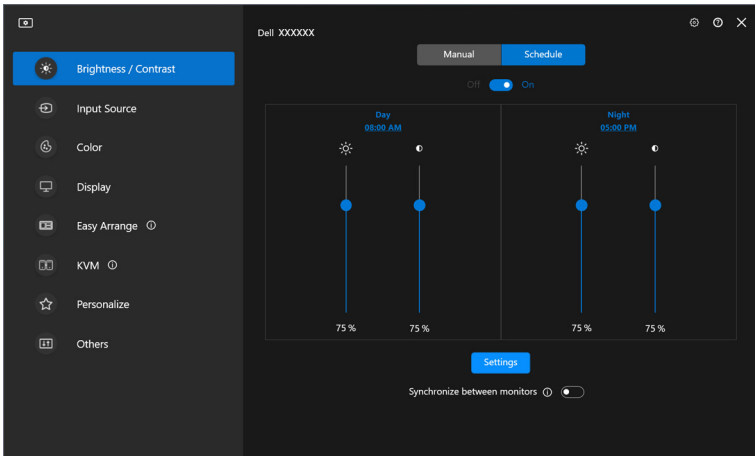 Dell XXXXXX
Manual
Schedule
Off
On
Brightness / Contrast
Input Source
Color
Display
Easy Arrange
KVM
Personalize
Others
Day
08:00 AM
75 %
75 %
Night
05:00 PM
75 %
75 %
Settings
Synchronize between monitors